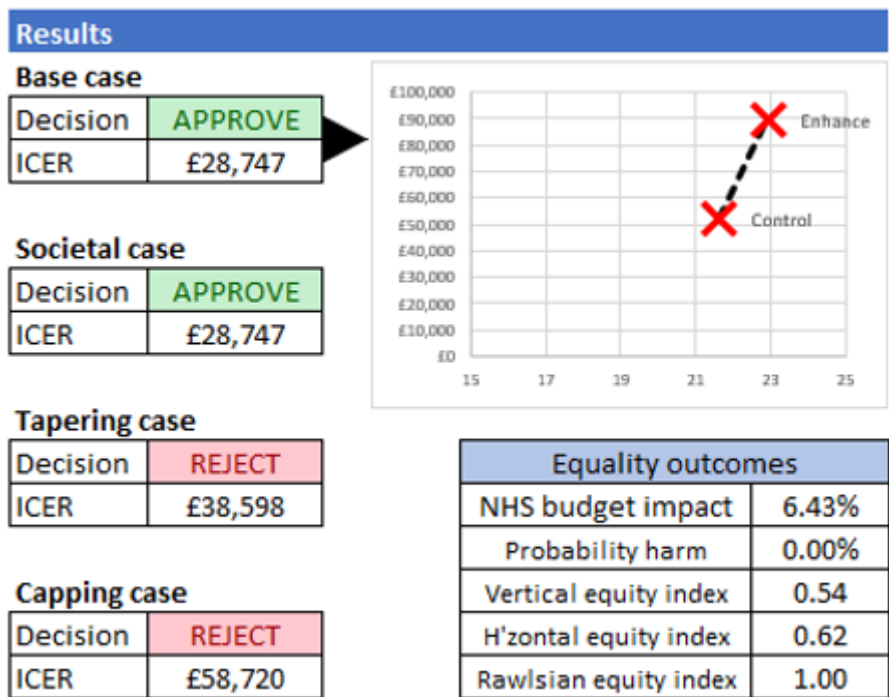 Results
Base case
Decision APPROVE
ICER £28,747
Societal case
Decision APPROVE
ICER £28,747
Tapering case
Decision REJECT
ICER £38,598
Capping case
Decision REJECT
ICER £58,720
£100,000
£90,000
£80,000
£70,000
£60,000
£50,000
£40,000
£30,000
£20,000
£10,000
£0
15 17 19 21 23 25
Enhance
Control
Equality outcomes
NHS budget impact 6.43%
Probability harm 0.00%
Vertical equity index 0.54
H'zontal equity index 0.62
Rawlsian equity index 1.00